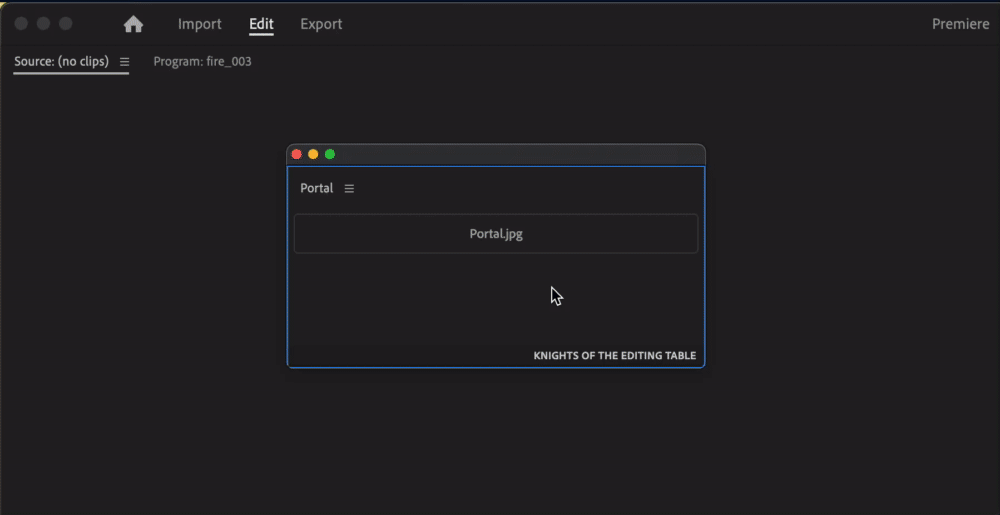 Import Edit Export Premiere
Source: (no clips) Program: fire_003
Portal
Portal.jpg
KNIGHTS OF THE EDITING TABLE